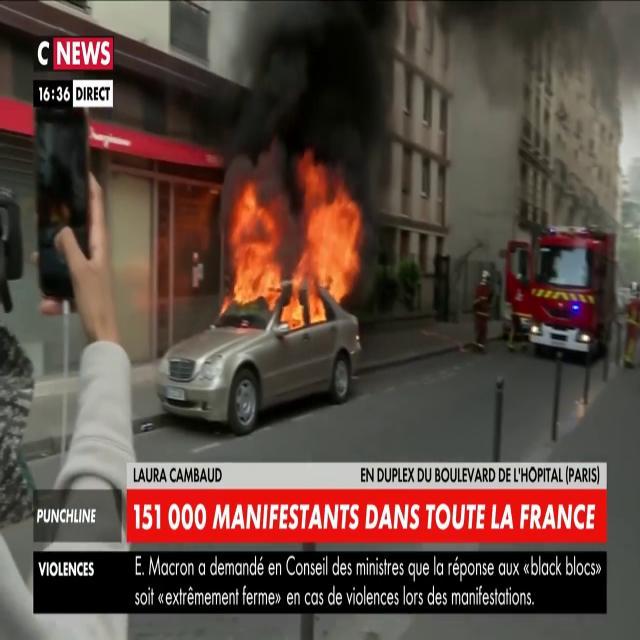 C NEWS
16:36 DIRECT
LAURA CAMBAUD
EN DUPLEX DU BOULEVARD DE L'HÔPITAL (PARIS)
PUNCHLINE
151 000 MANIFESTANTS DANS TOUTE LA FRANCE
VIOLENCES
E. Macron a demandé en Conseil des ministres que la réponse aux «black blocs»
soit «extrêmement ferme» en cas de violences lors des manifestations.